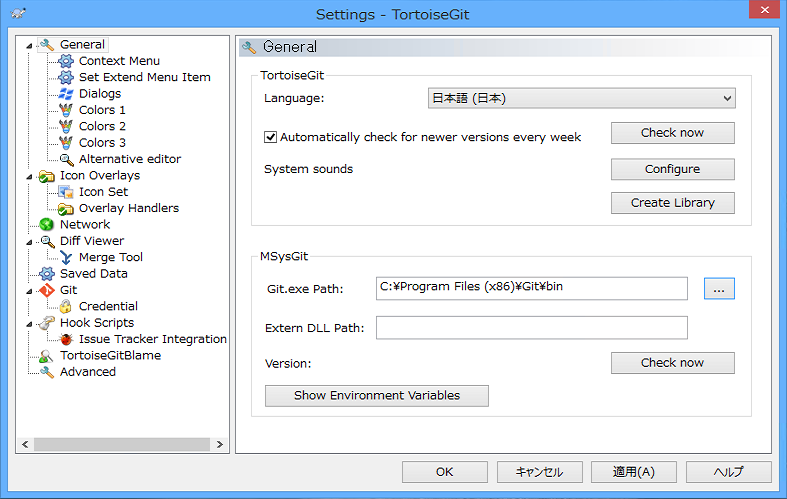 Settings - TortoiseGit
General
Context Menu
Set Extend Menu Item
Dialogs
Colors 1
Colors 2
Colors 3
Alternative editor
Icon Overlays
Icon Set
Overlay Handlers
Network
Diff Viewer
Merge Tool
Saved Data
Git
Credential
Hook Scripts
Issue Tracker Integration
TortoiseGitBlame
Advanced
General
TortoiseGit
Language: 日本語 (日本)
Automatically check for newer versions every week Check now
System sounds Configure
Create Library
MSysGit
Git.exe Path: C:¥Program Files (x86)¥Git¥bin ...
Extern DLL Path:
Version: Check now
Show Environment Variables
OK キャンセル 適用(A) ヘルプ